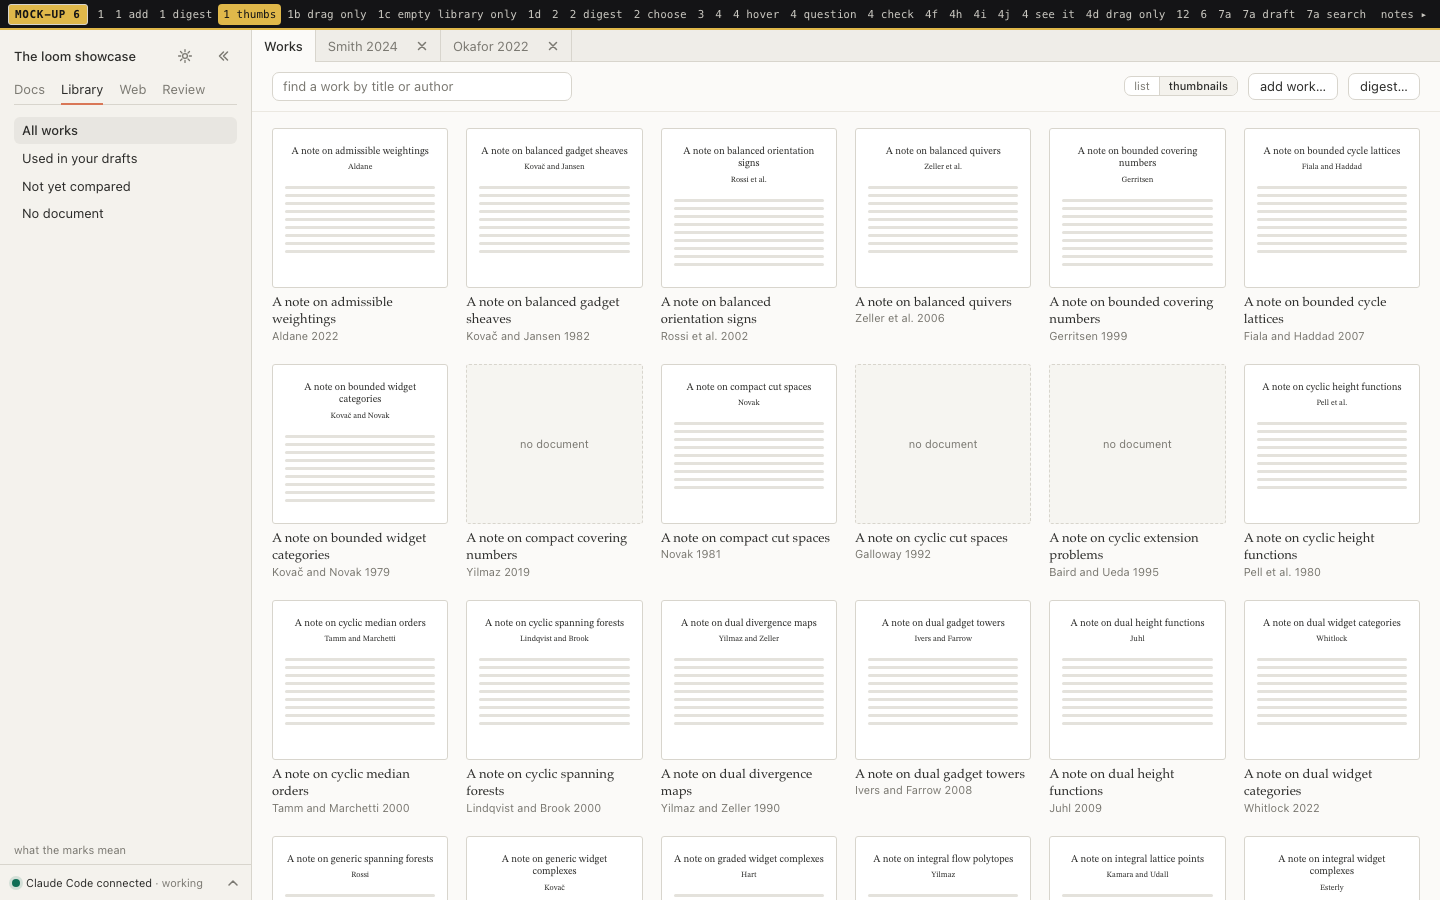 MOCK-UP 6 1 1 add 1 digest 1 thumbs 1b drag only 1c empty library only 1d 2 2 digest 2 choose 3 4 4 hover 4 question 4 check 4f 4h 4i 4j 4 see it 4d drag only 12 6 7a 7a draft 7a search notes ▸
The loom showcase
Docs Library Web Review
All works
Used in your drafts
Not yet compared
No document
what the marks mean
Claude Code connected · working
Works Smith 2024 ✕ Okafor 2022 ✕
find a work by title or author
list thumbnails add work... digest...
A note on admissible weightings
Aldane
A note on admissible
weightings
Aldane 2022
A note on balanced gadget sheaves
Kovač and Jansen
A note on balanced gadget
sheaves
Kovač and Jansen 1982
A note on balanced orientation
signs
Rossi et al.
A note on balanced
orientation signs
Rossi et al. 2002
A note on balanced quivers
Zeller et al.
A note on balanced quivers
Zeller et al. 2006
A note on bounded covering
numbers
Gerritsen
A note on bounded covering
numbers
Gerritsen 1999
A note on bounded cycle lattices
Fiala and Haddad
A note on bounded cycle
lattices
Fiala and Haddad 2007
A note on bounded widget
categories
Kovač and Novak
A note on bounded widget
categories
Kovač and Novak 1979
no document
A note on compact covering
numbers
Yilmaz 2019
A note on compact cut spaces
Novak
A note on compact cut spaces
Novak 1981
no document
A note on cyclic cut spaces
Galloway 1992
no document
A note on cyclic extension
problems
Baird and Ueda 1995
A note on cyclic height functions
Pell et al.
A note on cyclic height
functions
Pell et al. 1980
A note on cyclic median orders
Tamm and Marchetti
A note on cyclic median
orders
Tamm and Marchetti 2000
A note on cyclic spanning forests
Lindqvist and Brook
A note on cyclic spanning
forests
Lindqvist and Brook 2000
A note on dual divergence maps
Yilmaz and Zeller
A note on dual divergence
maps
Yilmaz and Zeller 1990
A note on dual gadget towers
Ivers and Farrow
A note on dual gadget towers
Ivers and Farrow 2008
A note on dual height functions
Juhl
A note on dual height
functions
Juhl 2009
A note on dual widget categories
Whitlock
A note on dual widget
categories
Whitlock 2022
A note on generic spanning forests
Rossi
A note on generic widget
complexes
Kovač
A note on graded widget complexes
Hart
A note on integral flow polytopes
Yilmaz
A note on integral lattice points
Kamara and Udall
A note on integral widget
complexes
Esterly